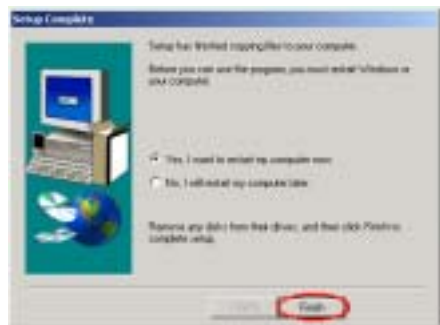 Setup Complete
Setup has finished copying files to your computer.
Before you can use the program, you must restart Windows or
your computer.
Yes, I want to restart my computer now.
No, I will restart my computer later.
Remove any disks from their drives, and then click Finish to
complete setup.
Finish